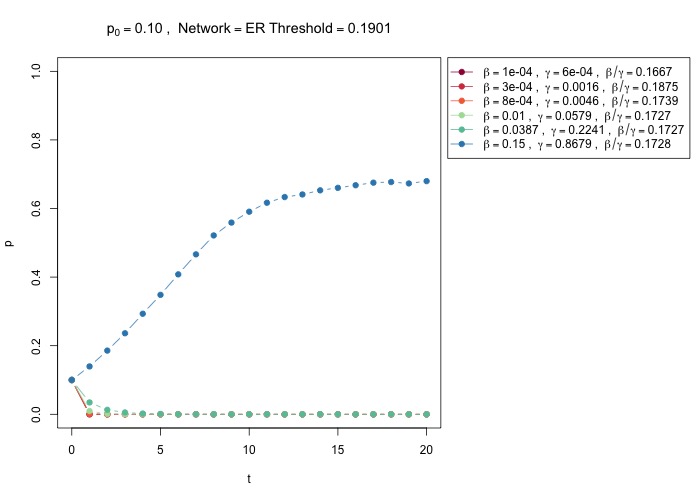 p0 = 0.10 , Network = ER Threshold = 0.1901
β = 1e-04 , γ = 6e-04 , β/γ = 0.1667
β = 3e-04 , γ = 0.0016 , β/γ = 0.1875
β = 8e-04 , γ = 0.0046 , β/γ = 0.1739
β = 0.01 , γ = 0.0579 , β/γ = 0.1727
β = 0.0387 , γ = 0.2241 , β/γ = 0.1727
β = 0.15 , γ = 0.8679 , β/γ = 0.1728
1.0
0.8
0.6
0.4
0.2
0.0
p
0 5 10 15 20
t